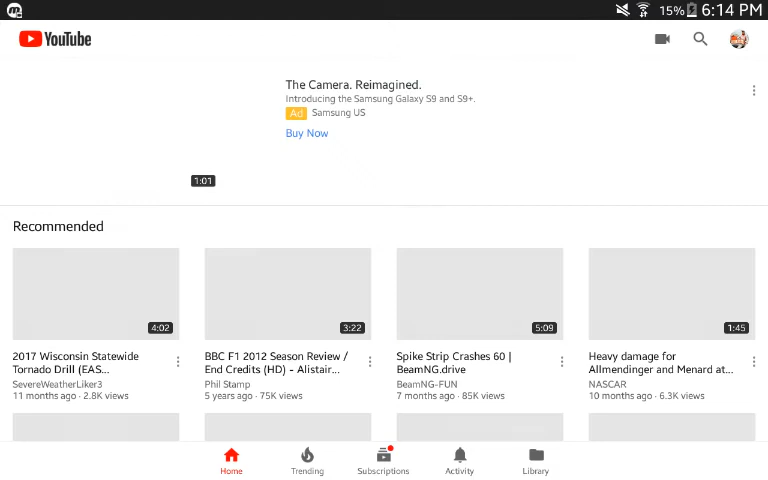 15% 6:14 PM
YouTube
The Camera. Reimagined.
Introducing the Samsung Galaxy S9 and S9+.
Ad Samsung US
Buy Now
1:01
Recommended
4:02 3:22 5:09 1:45
2017 Wisconsin Statewide
Tornado Drill (EAS...
SevereWeatherLiker3
11 months ago · 2.8K views
BBC F1 2012 Season Review /
End Credits (HD) - Alistair...
Phil Stamp
5 years ago · 75K views
Spike Strip Crashes 60 |
BeamNG.drive
BeamNG-FUN
7 months ago · 85K views
Heavy damage for
Allmendinger and Menard at...
NASCAR
10 months ago · 6.3K views
Home Trending Subscriptions Activity Library